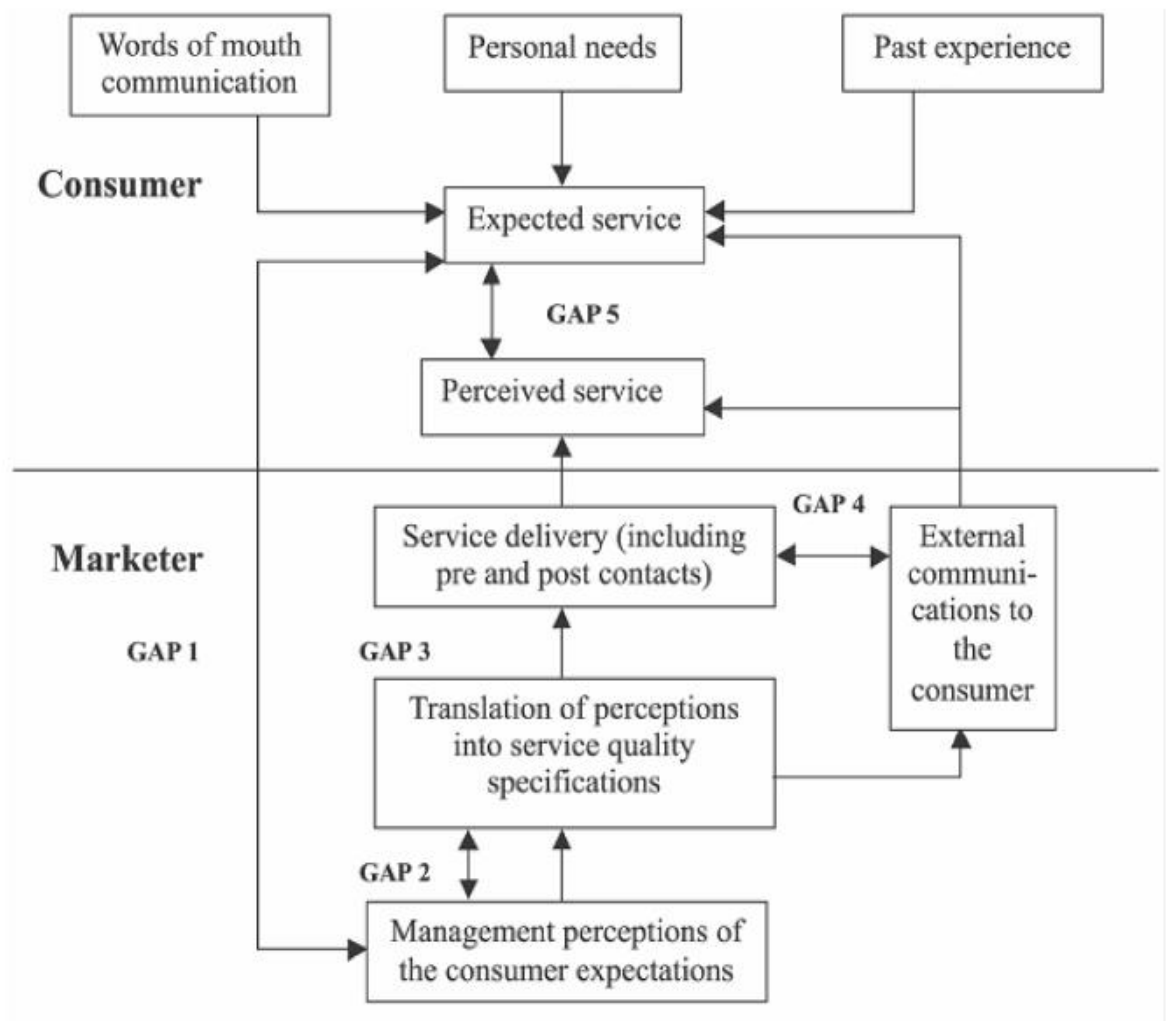 Words of mouth
communication
Personal needs
Past experience
Consumer
Expected service
GAP 5
Perceived service
GAP 4
Marketer
Service delivery (including
pre and post contacts)
External
communi-
cations to
the
consumer
GAP 1
GAP 3
Translation of perceptions
into service quality
specifications
GAP 2
Management perceptions of
the consumer expectations